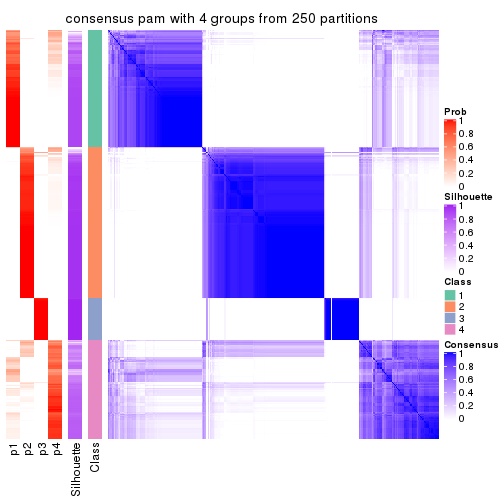 consensus pam with 4 groups from 250 partitions
Prob
1
0.8
0.6
0.4
0.2
0
Silhouette
1
0.8
0.6
0.4
0.2
0
Class
1
2
3
4
Consensus
1
0.8
0.6
0.4
0.2
0
p1
p2
p3
p4
Silhouette
Class